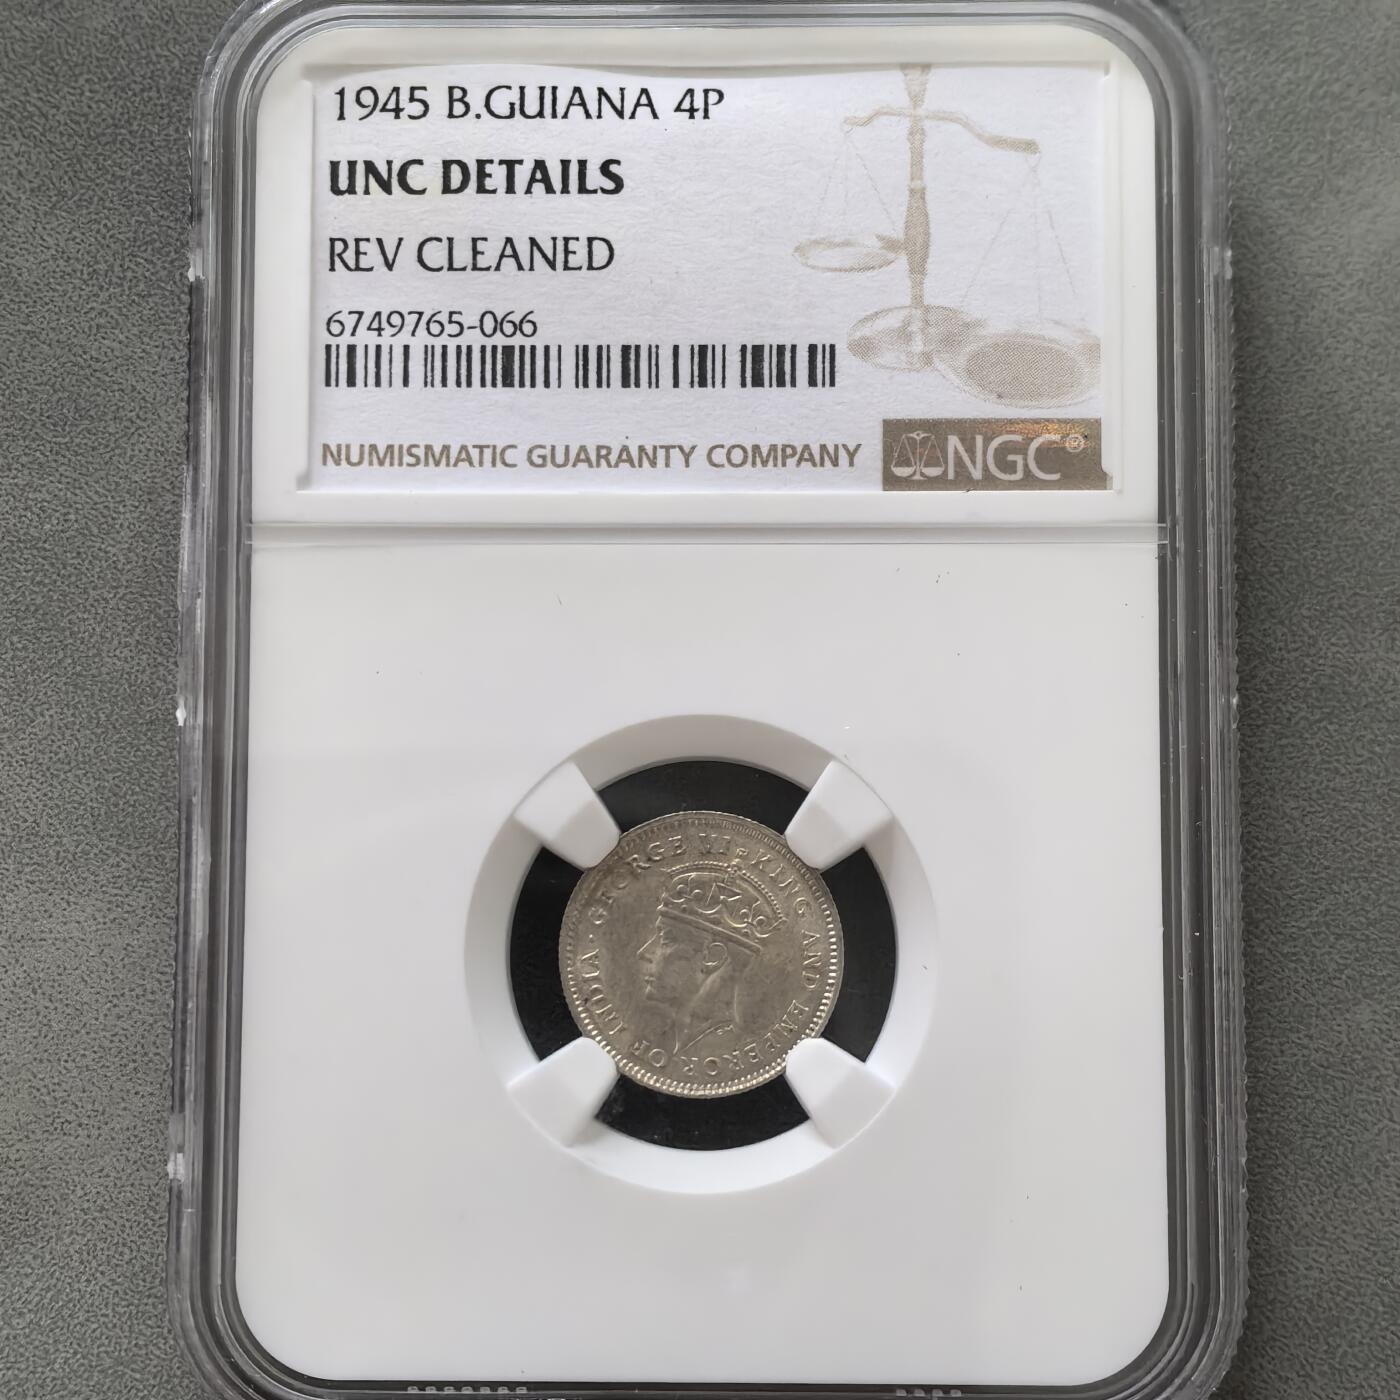 1945 B.GUIANA 4P
UNC DETAILS
REV CLEANED
6749765-066
NUMISMATIC GUARANTY COMPANY
NGC®
GEORGE VI KING AND EMPEROR OF INDIA